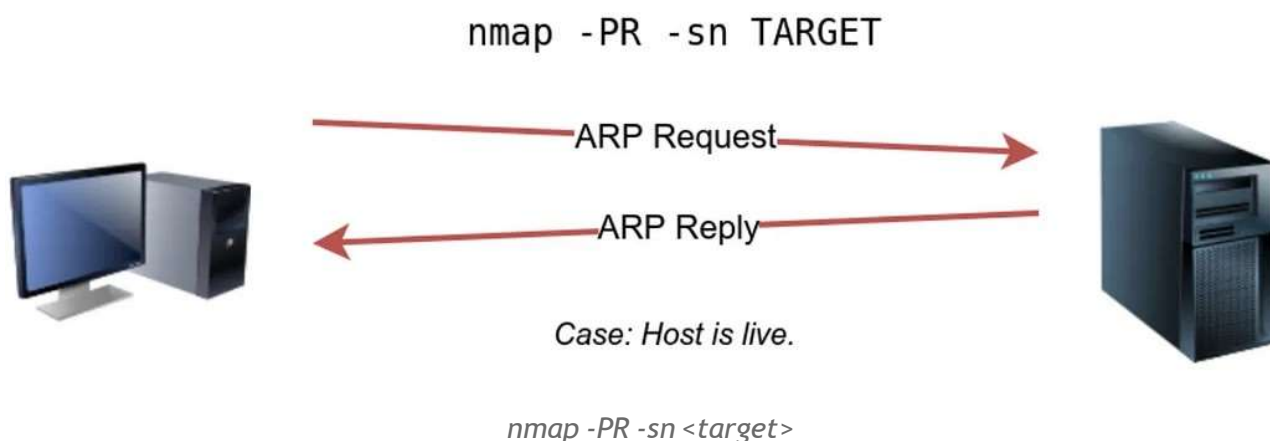 nmap -PR -sn TARGET
ARP Request
ARP Reply
Case: Host is live.
nmap -PR -sn <target>